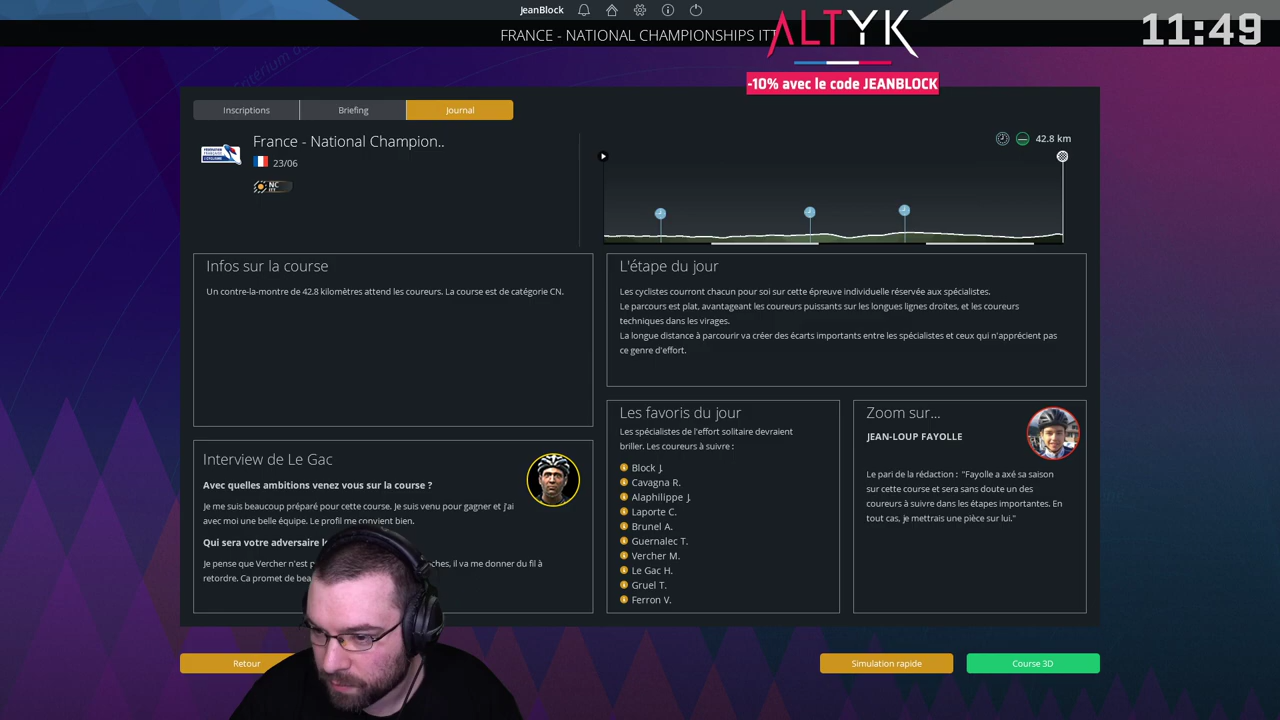 JeanBlock
FRANCE - NATIONAL CHAMPIONSHIPS ITT
ALTYK
11:49
-10% avec le code JEANBLOCK
Inscriptions
Briefing
Journal
France - National Champion..
23/06
NC
ITT
42.8 km
Infos sur la course
Un contre-la-montre de 42.8 kilomètres attend les coureurs. La course est de catégorie CN.
L'étape du jour
Les cyclistes courront chacun pour soi sur cette épreuve individuelle réservée aux spécialistes.
Le parcours est plat, avantageant les coureurs puissants sur les longues lignes droites, et les coureurs
techniques dans les virages.
La longue distance à parcourir va créer des écarts importants entre les spécialistes et ceux qui n'apprécient pas
ce genre d'effort.
Interview de Le Gac
Avec quelles ambitions venez vous sur la course ?
Je me suis beaucoup préparé pour cette course. Je suis venu pour gagner et j'ai
avec moi une belle équipe. Le profil me convient bien.
Qui sera votre adversaire
Je pense que Vercher n'est
ches, il va me donner du fil à
retordre. Ca promet de
Les favoris du jour
Les spécialistes de l'effort solitaire devraient
briller. Les coureurs à suivre :
Block J.
Cavagna R.
Alaphilippe J.
Laporte C.
Brunel A.
Guernalec T.
Vercher M.
Le Gac H.
Gruel T.
Ferron V.
Zoom sur...
JEAN-LOUP FAYOLLE
Le pari de la rédaction : "Fayolle a axé sa saison
sur cette course et sera sans doute un des
coureurs à suivre dans les étapes importantes. En
tout cas, je mettrais une pièce sur lui."
Retour
Simulation rapide
Course 3D